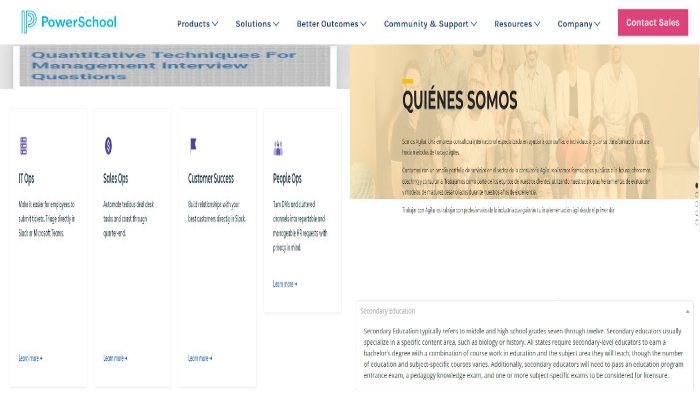 PowerSchool
Products
Solutions
Better Outcomes
Community & Support
Resources
Company
Contact Sales
Quantitative Techniques For
Management Interview
Questions
IT Ops
Make it easier for employees to
submit tickets. Triage directly in
Slack or Microsoft Teams.
Learn more →
Sales Ops
Automate tedious deal desk
tasks and coast through
quarter-end.
Learn more →
Customer Success
Build relationships with your
best customers directly in Slack.
Learn more →
People Ops
Turn DMs and cluttered
channels into reportable and
manageable HR requests with
privacy in mind.
Learn more →
QUIÉNES SOMOS
Secondary Education
Secondary Education typically refers to middle and high school grades seven through twelve. Secondary educators usually
specialize in a specific content area, such as biology or history. All states require secondary-level educators to earn a
bachelor's degree with a combination of course work in education and the subject area they will teach, though the number
of education and subject-specific courses varies. Additionally, secondary educators will need to pass an education program
entrance exam, a pedagogy knowledge exam, and one or more subject-specific exams to be considered for licensure.